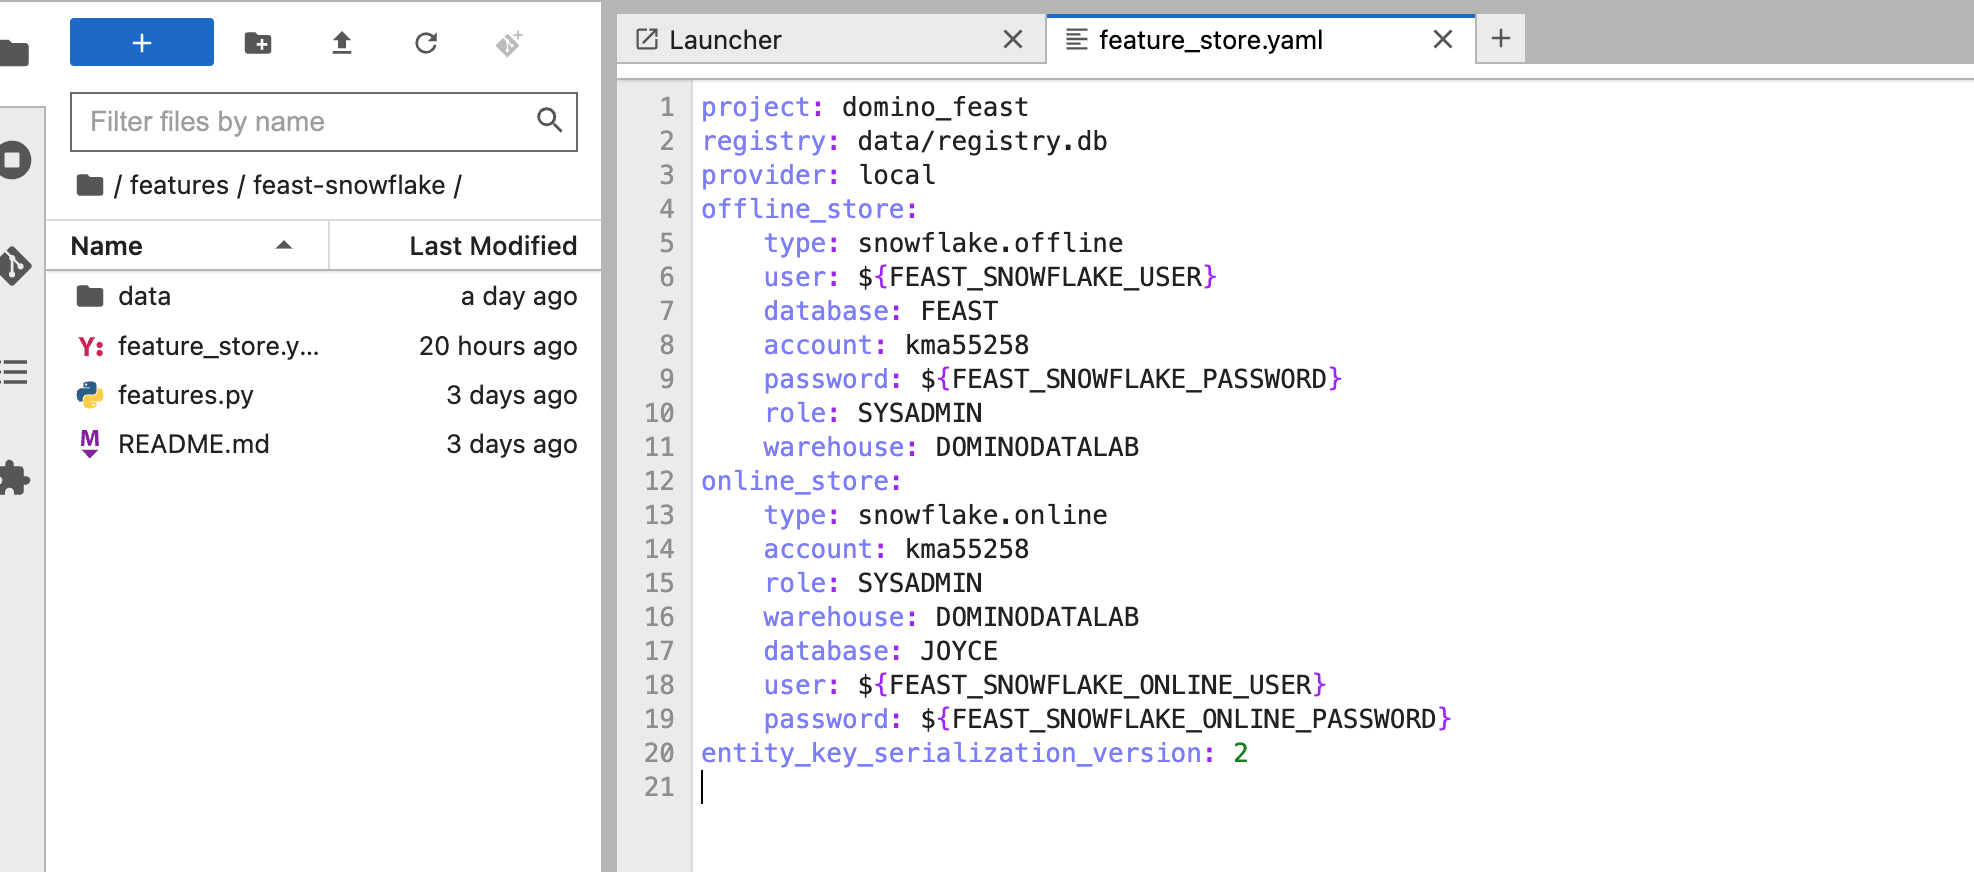 Launcher
feature_store.yaml
Filter files by name
/ features / feast-snowflake /
Name Last Modified
data a day ago
Y: feature_store.y... 20 hours ago
features.py 3 days ago
M README.md 3 days ago
1 project: domino_feast
2 registry: data/registry.db
3 provider: local
4 offline_store:
5     type: snowflake.offline
6     user: ${FEAST_SNOWFLAKE_USER}
7     database: FEAST
8     account: kma55258
9     password: ${FEAST_SNOWFLAKE_PASSWORD}
10     role: SYSADMIN
11     warehouse: DOMINODATALAB
12 online_store:
13     type: snowflake.online
14     account: kma55258
15     role: SYSADMIN
16     warehouse: DOMINODATALAB
17     database: JOYCE
18     user: ${FEAST_SNOWFLAKE_ONLINE_USER}
19     password: ${FEAST_SNOWFLAKE_ONLINE_PASSWORD}
20 entity_key_serialization_version: 2
21